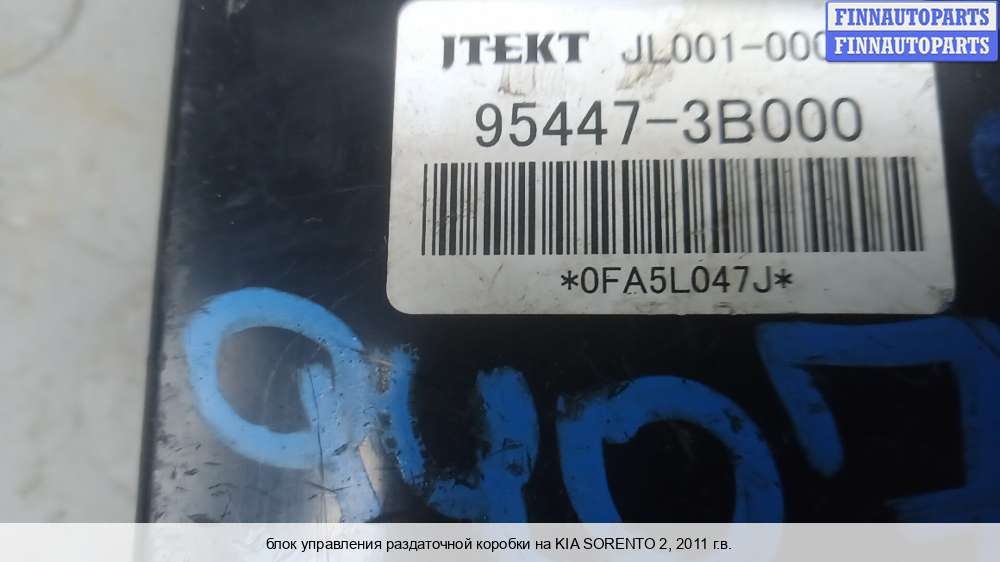 FINNAUTOPARTS
FINNAUTOPARTS
JTEKT JL001-000
95447-3B000
*0FA5L047J*
блок управления раздаточной коробки на KIA SORENTO 2, 2011 г.в.